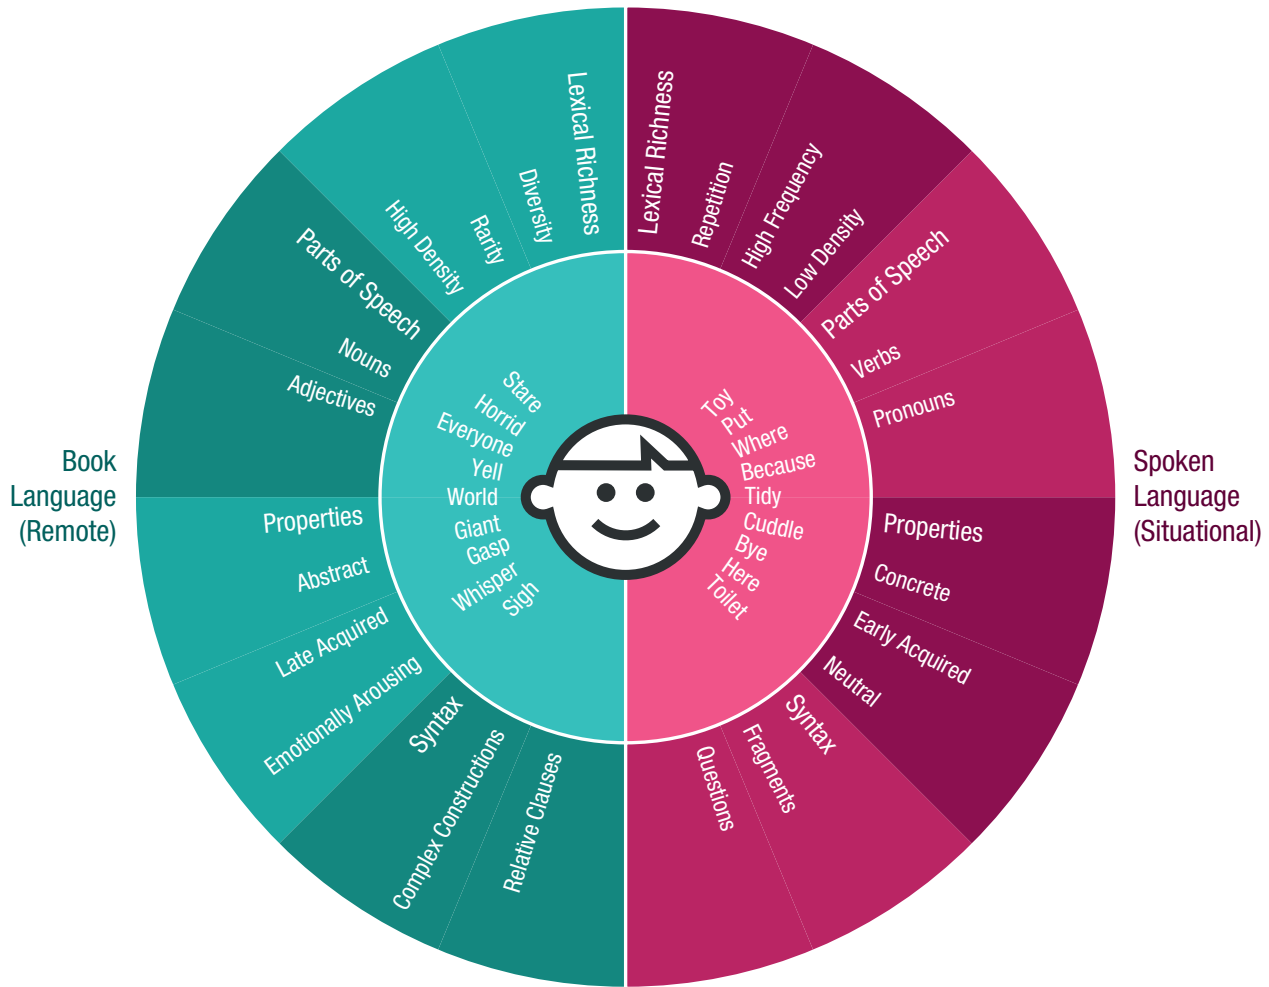 Book
Language
(Remote)
Lexical Richness
Diversity
Rarity
High Density
Parts of Speech
Nouns
Adjectives
Properties
Abstract
Late Acquired
Emotionally Arousing
Syntax
Complex Constructions
Relative Clauses
Stare
Horrid
Everyone
Yell
World
Giant
Gasp
Whisper
Sigh
Lexical Richness
Repetition
High Frequency
Low Density
Parts of Speech
Verbs
Pronouns
Properties
Concrete
Early Acquired
Neutral
Syntax
Fragments
Questions
Toy
Put
Where
Because
Tidy
Cuddle
Bye
Here
Toilet
Spoken
Language
(Situational)